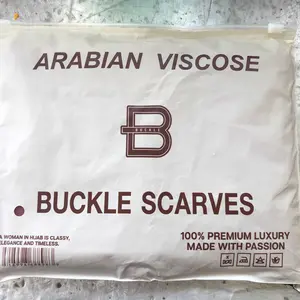 ARABIAN VISCOSE
B
BUCKLE
BUCKLE SCARVES
A WOMAN IN HIJAB IS CLASSY,
ELEGANCE AND TIMELESS.
100% PREMIUM LUXURY
MADE WITH PASSION